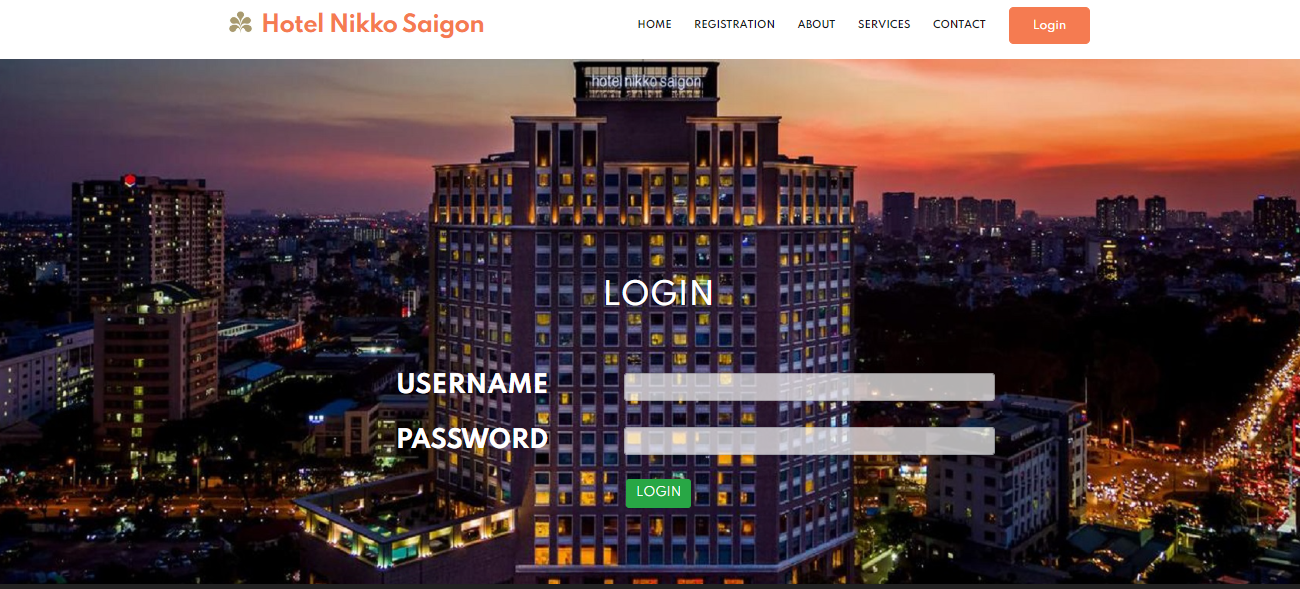 Hotel Nikko Saigon
HOME REGISTRATION ABOUT SERVICES CONTACT Login
hotel nikko saigon
LOGIN
USERNAME
PASSWORD
LOGIN